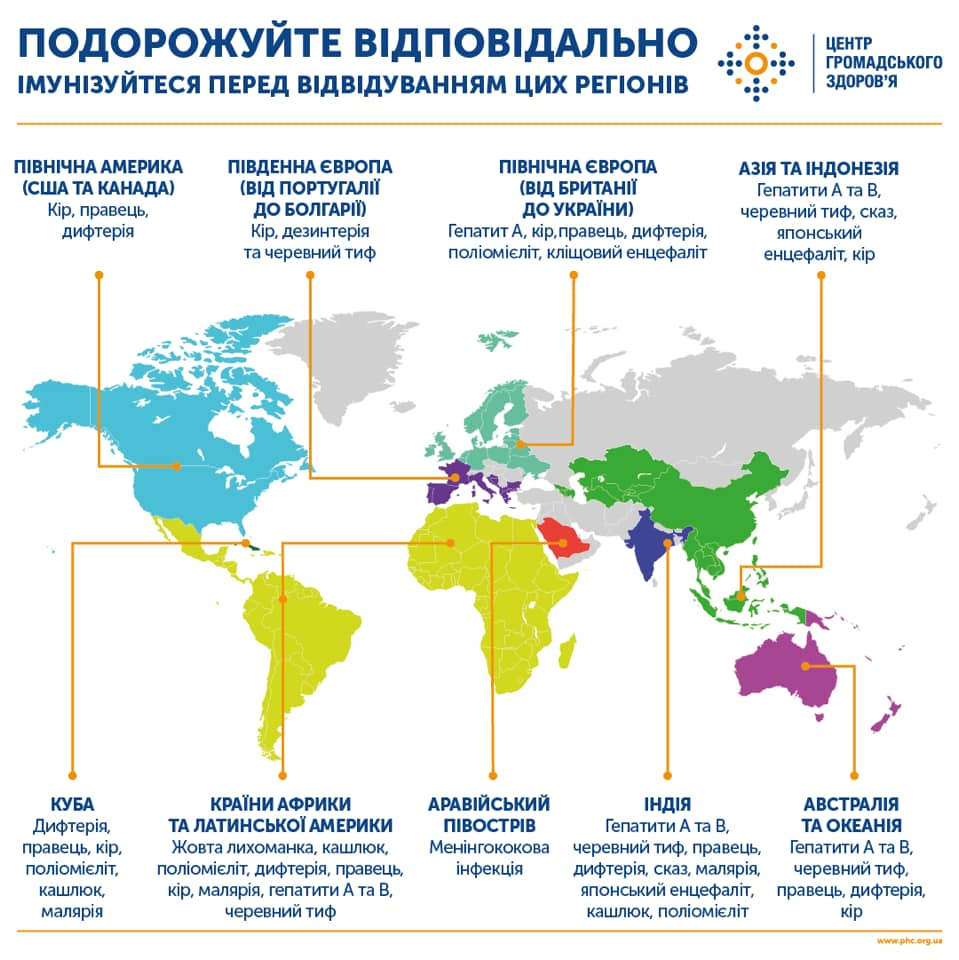 ПОДОРОЖУЙТЕ ВІДПОВІДАЛЬНО
ІМУНІЗУЙТЕСЯ ПЕРЕД ВІДВІДУВАННЯМ ЦИХ РЕГІОНІВ
ЦЕНТР
ГРОМАДСЬКОГО
ЗДОРОВ'Я
ПІВНІЧНА АМЕРИКА
(США ТА КАНАДА)
Кір, правець,
дифтерія
ПІВДЕННА ЄВРОПА
(ВІД ПОРТУГАЛІЇ
ДО БОЛГАРІЇ)
Кір, дезинтерія
та черевний тиф
ПІВНІЧНА ЄВРОПА
(ВІД БРИТАНІЇ
ДО УКРАЇНИ)
Гепатит А, кір,правець, дифтерія,
поліомієліт, кліщовий енцефаліт
АЗІЯ ТА ІНДОНЕЗІЯ
Гепатити А та В,
черевний тиф, сказ,
японський
енцефаліт, кір
КУБА
Дифтерія,
правець, кір,
поліомієліт,
кашлюк,
малярія
КРАЇНИ АФРИКИ
ТА ЛАТИНСЬКОЇ АМЕРИКИ
Жовта лихоманка, кашлюк,
поліомієліт, дифтерія, правець,
кір, малярія, гепатити А та В,
черевний тиф
АРАВІЙСЬКИЙ
ПІВОСТРІВ
Менінгококова
інфекція
ІНДІЯ
Гепатити А та В,
черевний тиф, правець,
дифтерія, сказ, малярія,
японський енцефаліт,
кашлюк, поліомієліт
АВСТРАЛІЯ
ТА ОКЕАНІЯ
Гепатити А та В,
черевний тиф,
правець, дифтерія,
кір
www.phc.org.ua